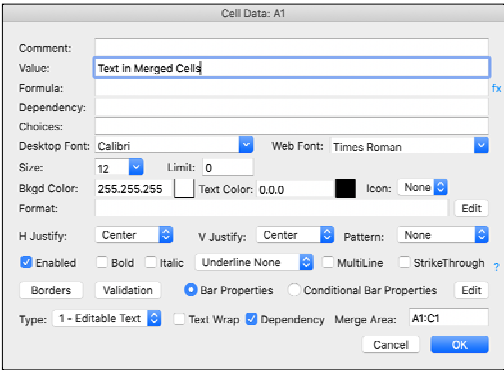 Cell Data: A1
Comment:
Value: Text in Merged Cells
Formula: fx
Dependency:
Choices:
Desktop Font: Calibri Web Font: Times Roman
Size: 12 Limit: 0
Bkgd Color: 255.255.255 Text Color: 0.0.0 Icon: None
Format: Edit
H Justify: Center V Justify: Center Pattern: None
Enabled Bold Italic Underline None MultiLine StrikeThrough ?
Borders Validation Bar Properties Conditional Bar Properties Edit
Type: 1 - Editable Text Text Wrap Dependency Merge Area: A1:C1
Cancel OK